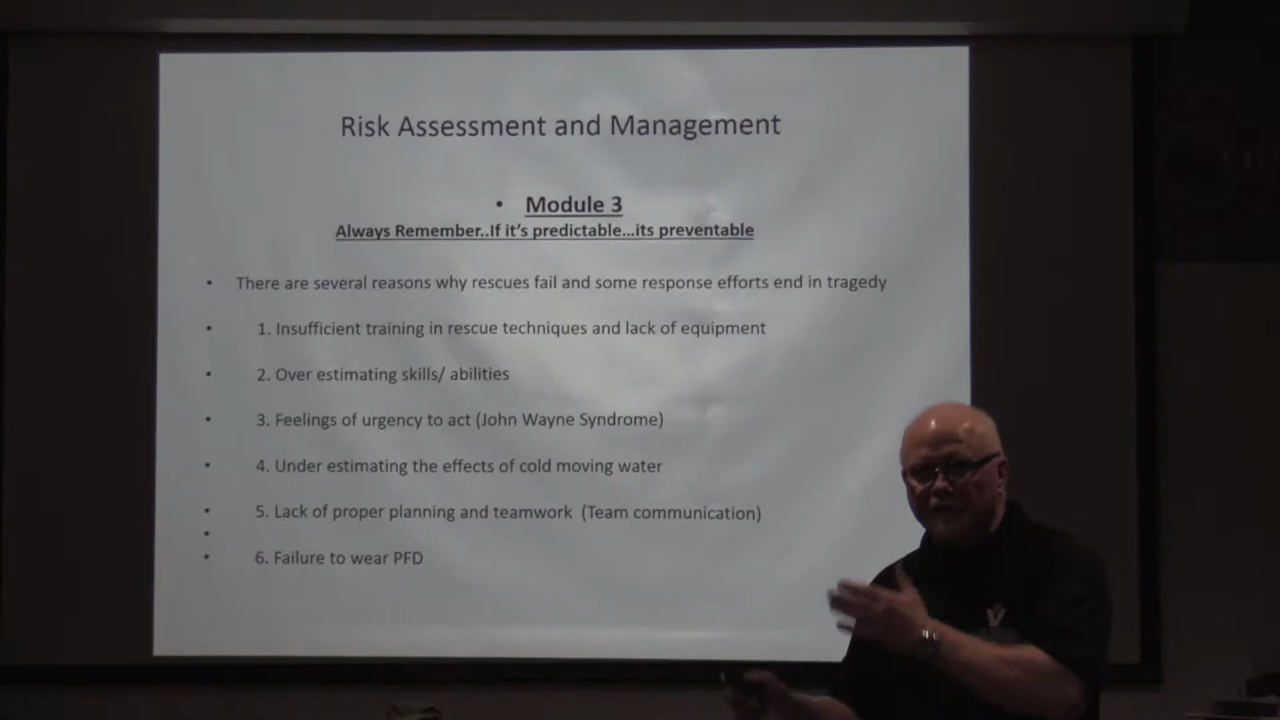 Risk Assessment and Management
• Module 3
Always Remember..If it's predictable...its preventable
• There are several reasons why rescues fail and some response efforts end in tragedy
• 1. Insufficient training in rescue techniques and lack of equipment
• 2. Over estimating skills/ abilities
• 3. Feelings of urgency to act (John Wayne Syndrome)
• 4. Under estimating the effects of cold moving water
• 5. Lack of proper planning and teamwork (Team communication)
•
• 6. Failure to wear PFD